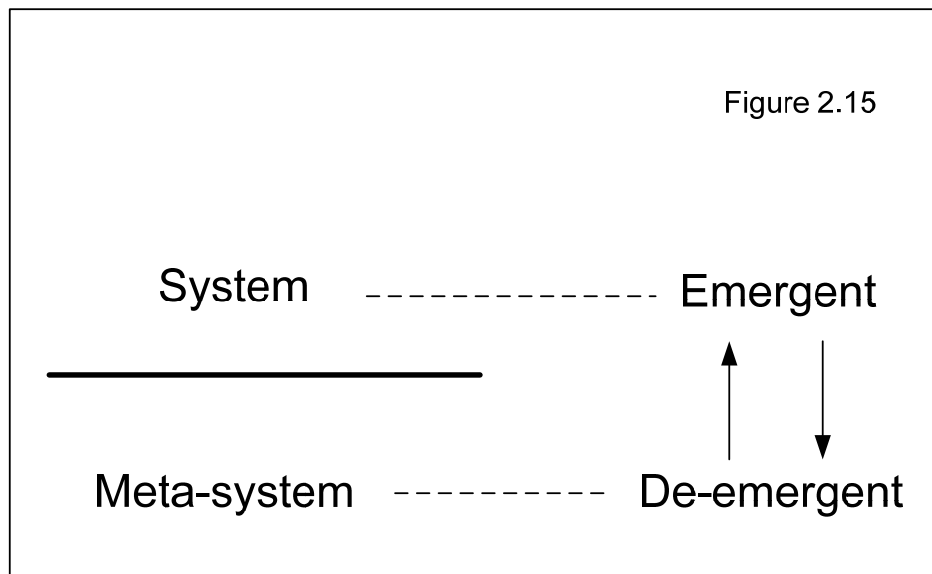 Figure 2.15
System
Emergent
Meta-system
De-emergent